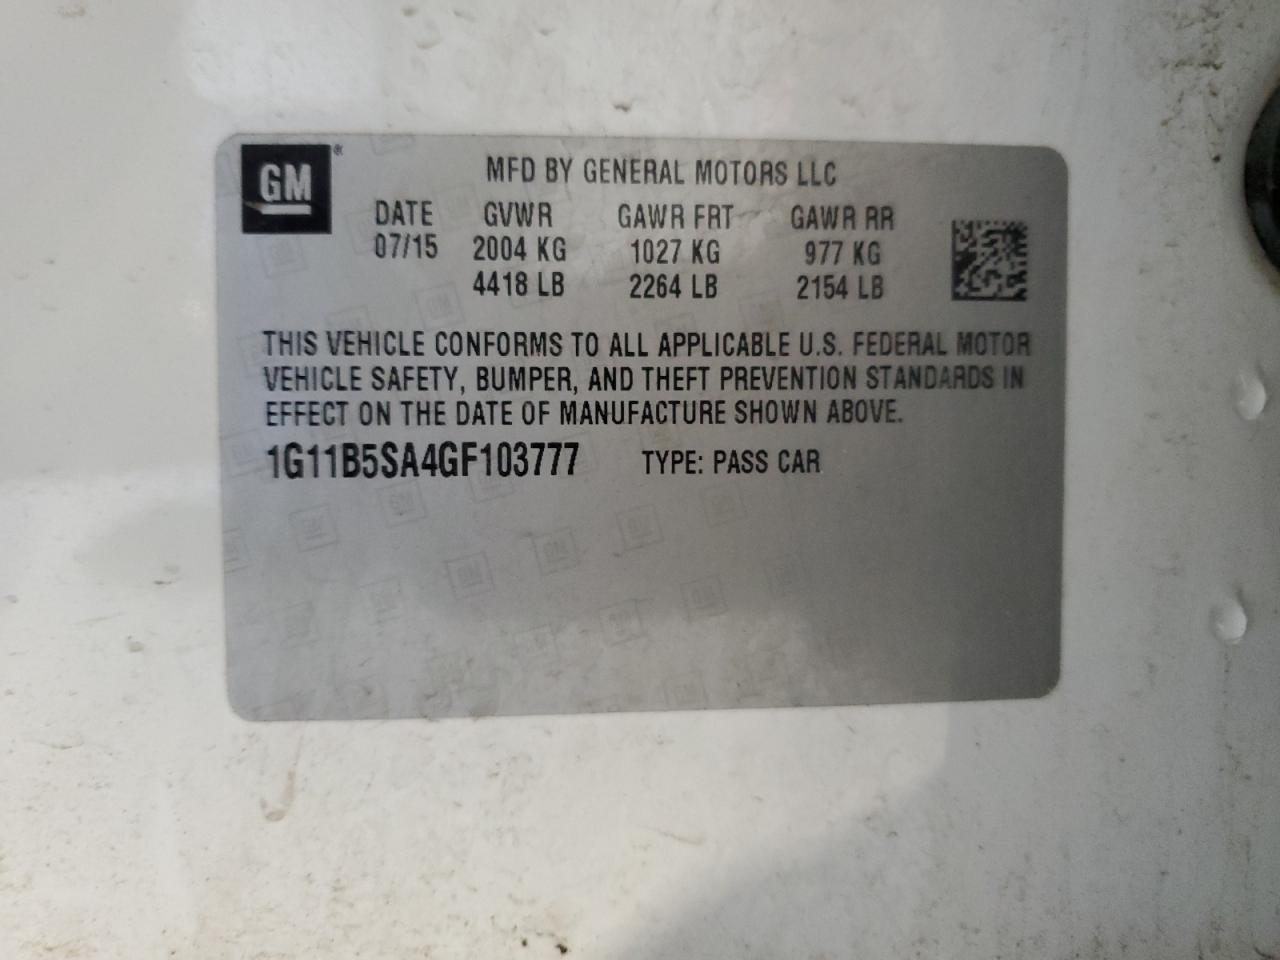 GM ®
MFD BY GENERAL MOTORS LLC
DATE GVWR GAWR FRT GAWR RR
07/15 2004 KG 1027 KG 977 KG
4418 LB 2264 LB 2154 LB
THIS VEHICLE CONFORMS TO ALL APPLICABLE U.S. FEDERAL MOTOR
VEHICLE SAFETY, BUMPER, AND THEFT PREVENTION STANDARDS IN
EFFECT ON THE DATE OF MANUFACTURE SHOWN ABOVE.
1G11B5SA4GF103777 TYPE: PASS CAR